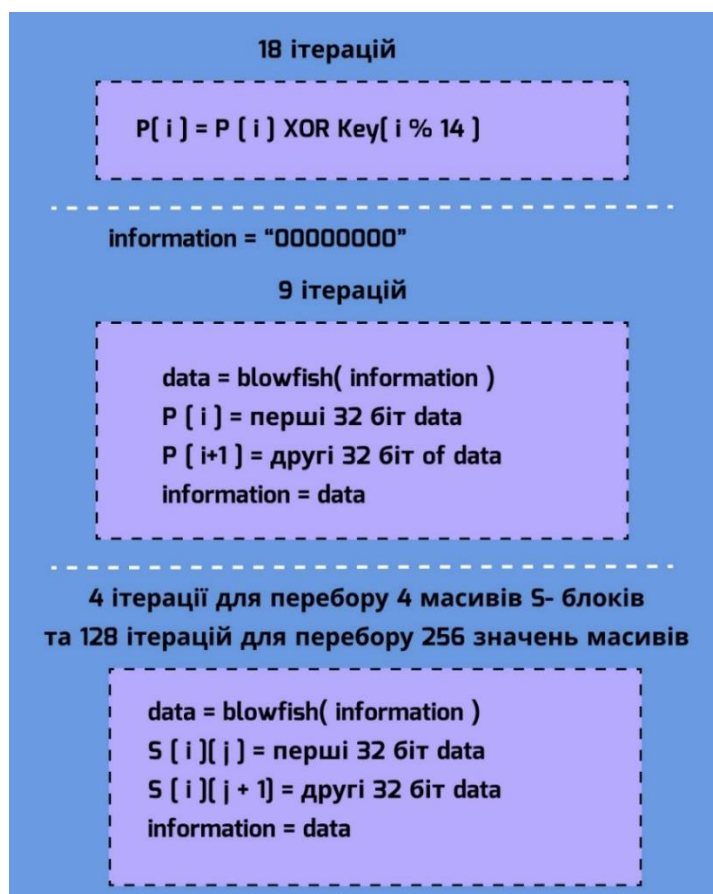 18 ітерацій
P[ i ] = P [ i ] XOR Key[ i % 14 ]
information = “00000000”
9 ітерацій
data = blowfish( information )
P [ i ] = перші 32 біт data
P [ i+1 ] = другі 32 біт of data
information = data
4 ітерації для перебору 4 масивів S- блоків
та 128 ітерацій для перебору 256 значень масивів
data = blowfish( information )
S [ i ][ j ] = перші 32 біт data
S [ i ][ j + 1] = другі 32 біт data
information = data